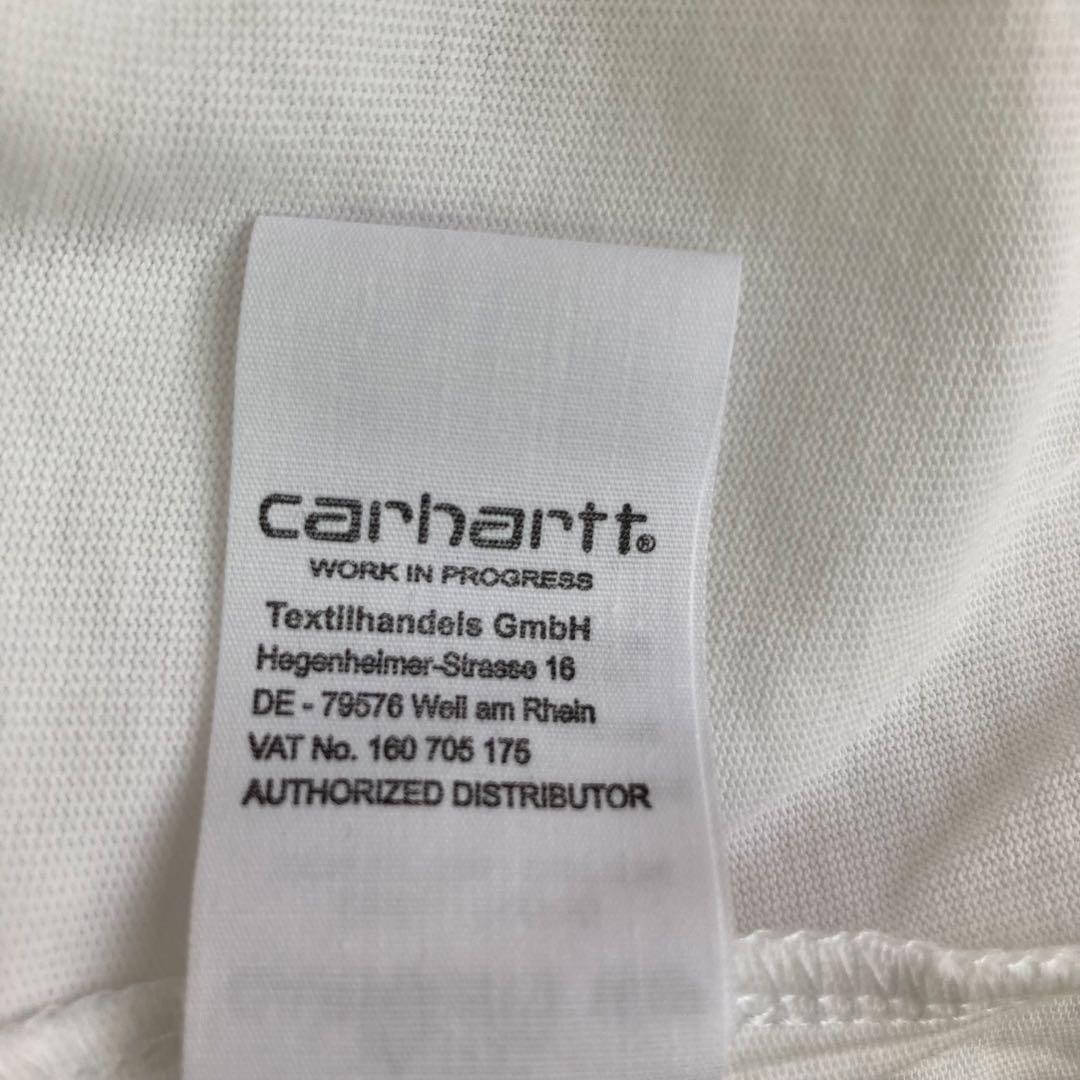 carhartt®
WORK IN PROGRESS
Textilhandels GmbH
Hegenheimer-Strasse 16
DE - 79576 Weil am Rhein
VAT No. 160 705 175
AUTHORIZED DISTRIBUTOR